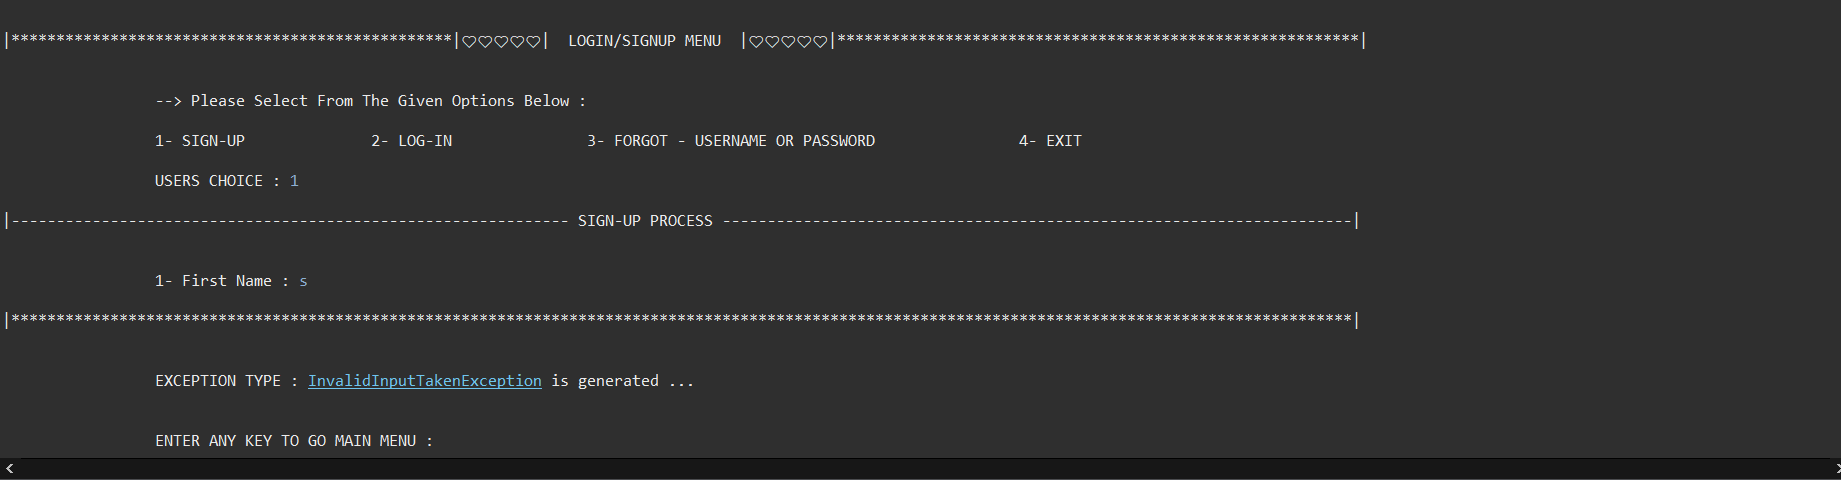 |*************************************************|♡♡♡♡♡|  LOGIN/SIGNUP MENU  |♡♡♡♡♡|**********************************************************|
--> Please Select From The Given Options Below :
1- SIGN-UP              2- LOG-IN               3- FORGOT - USERNAME OR PASSWORD                4- EXIT
USERS CHOICE : 1
|-------------------------------------------------------------- SIGN-UP PROCESS ----------------------------------------------------------------------|
1- First Name : s
|*****************************************************************************************************************************************************|
EXCEPTION TYPE : InvalidInputTakenException is generated ...
ENTER ANY KEY TO GO MAIN MENU :